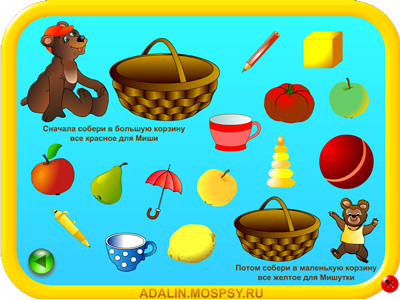 Сначала собери в большую корзину
все красное для Миши
Потом собери в маленькую корзину
все желтое для Мишутки
ADALIN.MOSPSY.RU